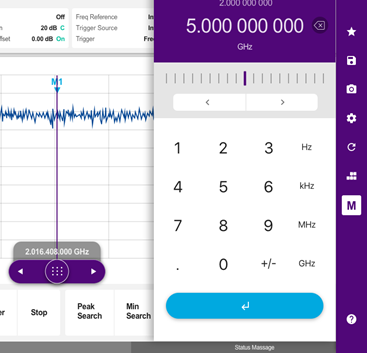 Off
20 dB C
ffset 0.00 dB On
Freq Reference In
Trigger Source In
Trigger Fre
2.000 000 000
5.000 000 000
GHz
M1
<
>
1 2 3 Hz
4 5 6 kHz
7 8 9 MHz
. 0 +/- GHz
M
2.016.408.000 GHz
Stop
Peak
Search
Min
Search
Status Massage